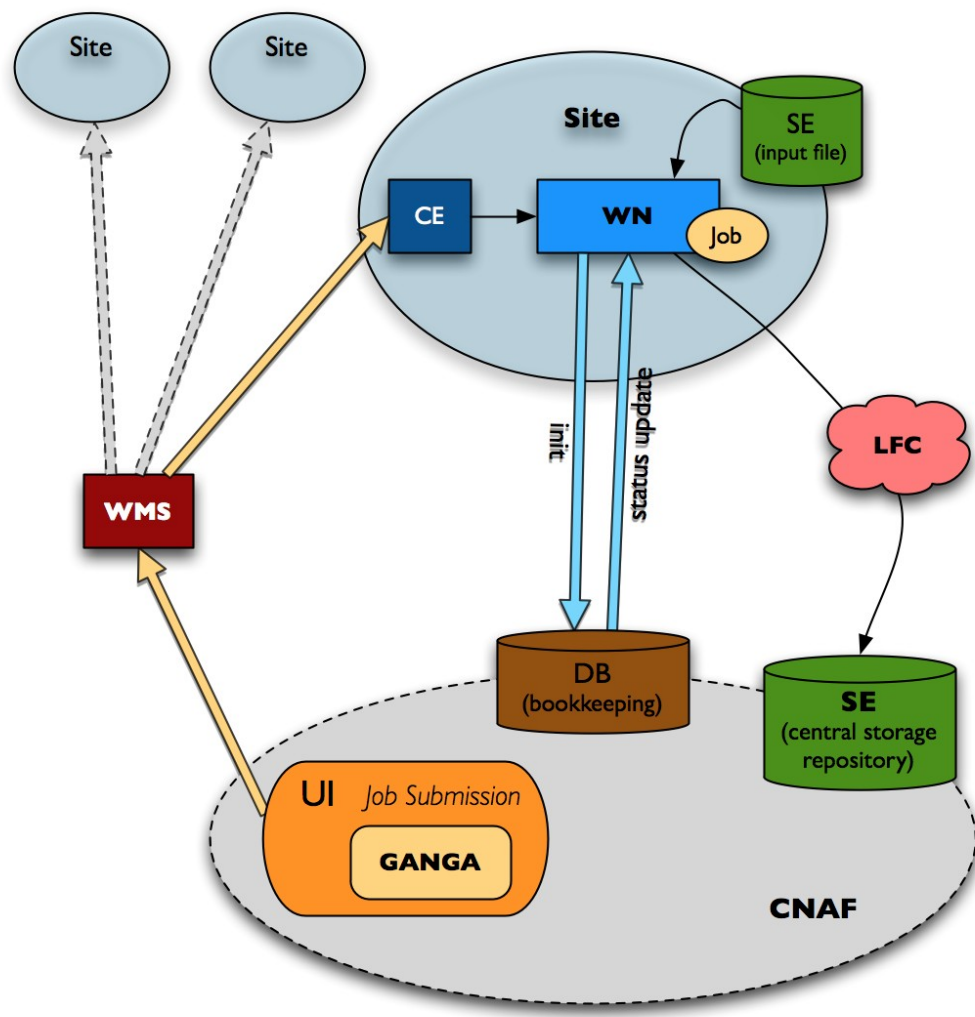 Site
Site
Site
SE
(input file)
CE
WN
Job
init
status update
LFC
WMS
DB
(bookkeeping)
SE
(central storage
repository)
UI
Job Submission
GANGA
CNAF